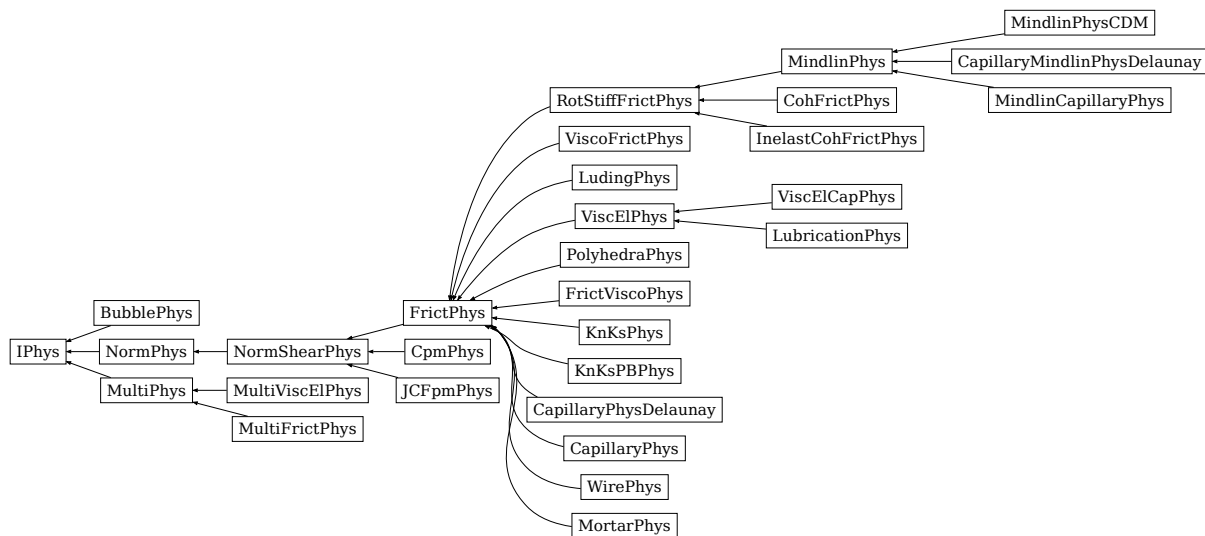 MindlinPhysCDM
MindlinPhys
CapillaryMindlinPhysDelaunay
RotStiffFrictPhys
CohFrictPhys
MindlinCapillaryPhys
ViscoFrictPhys
InelastCohFrictPhys
LudingPhys
ViscElCapPhys
ViscElPhys
LubricationPhys
PolyhedraPhys
FrictViscoPhys
BubblePhys
FrictPhys
KnKsPhys
IPhys
NormPhys
NormShearPhys
CpmPhys
KnKsPBPhys
MultiPhys
MultiViscElPhys
JCFpmPhys
CapillaryPhysDelaunay
MultiFrictPhys
CapillaryPhys
WirePhys
MortarPhys